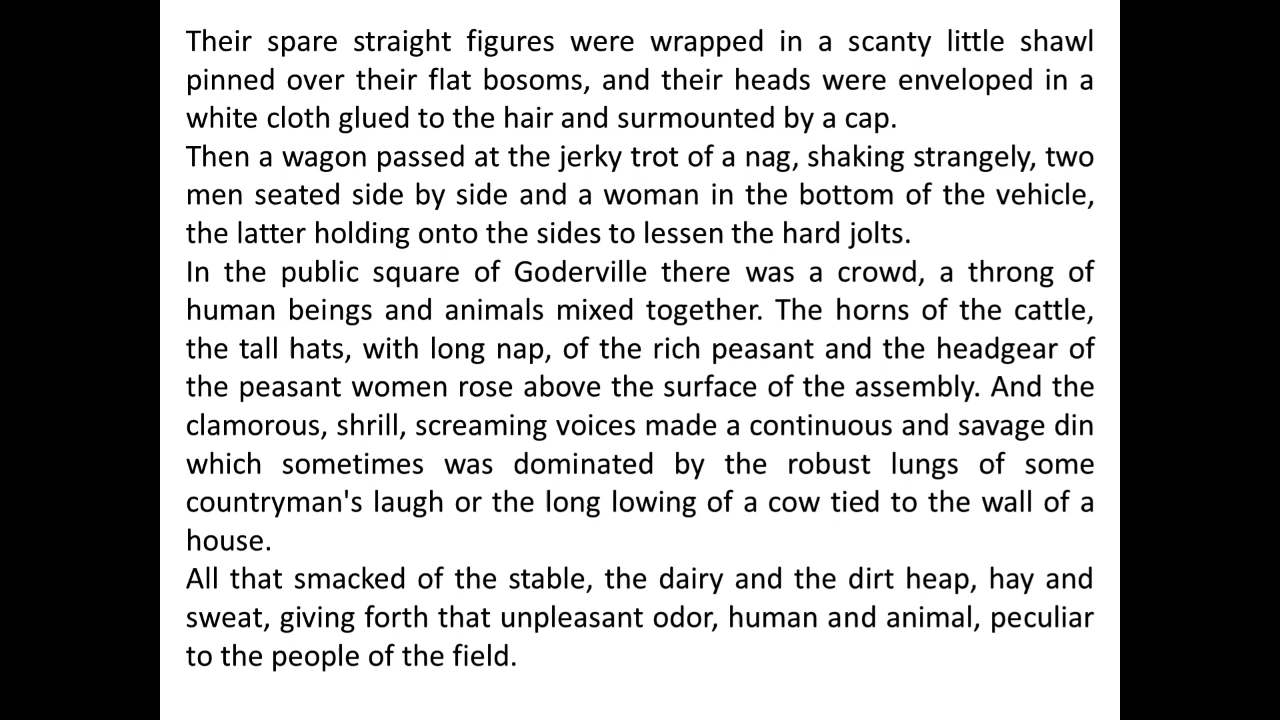 Their spare straight figures were wrapped in a scanty little shawl
pinned over their flat bosoms, and their heads were enveloped in a
white cloth glued to the hair and surmounted by a cap.
Then a wagon passed at the jerky trot of a nag, shaking strangely, two
men seated side by side and a woman in the bottom of the vehicle,
the latter holding onto the sides to lessen the hard jolts.
In the public square of Goderville there was a crowd, a throng of
human beings and animals mixed together. The horns of the cattle,
the tall hats, with long nap, of the rich peasant and the headgear of
the peasant women rose above the surface of the assembly. And the
clamorous, shrill, screaming voices made a continuous and savage din
which sometimes was dominated by the robust lungs of some
countryman's laugh or the long lowing of a cow tied to the wall of a
house.
All that smacked of the stable, the dairy and the dirt heap, hay and
sweat, giving forth that unpleasant odor, human and animal, peculiar
to the people of the field.